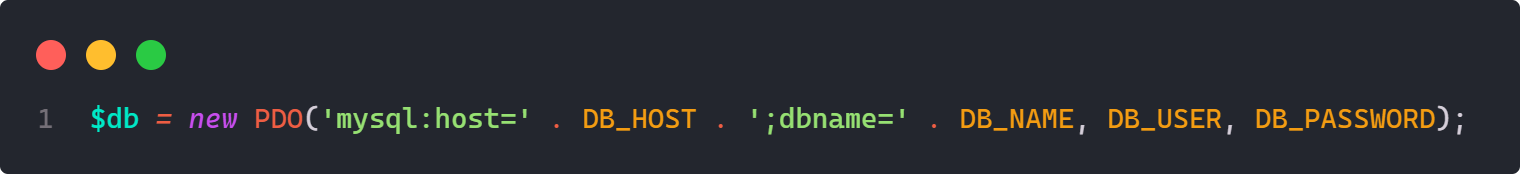 1 $db = new PDO('mysql:host=' . DB_HOST . ';dbname=' . DB_NAME, DB_USER, DB_PASSWORD);